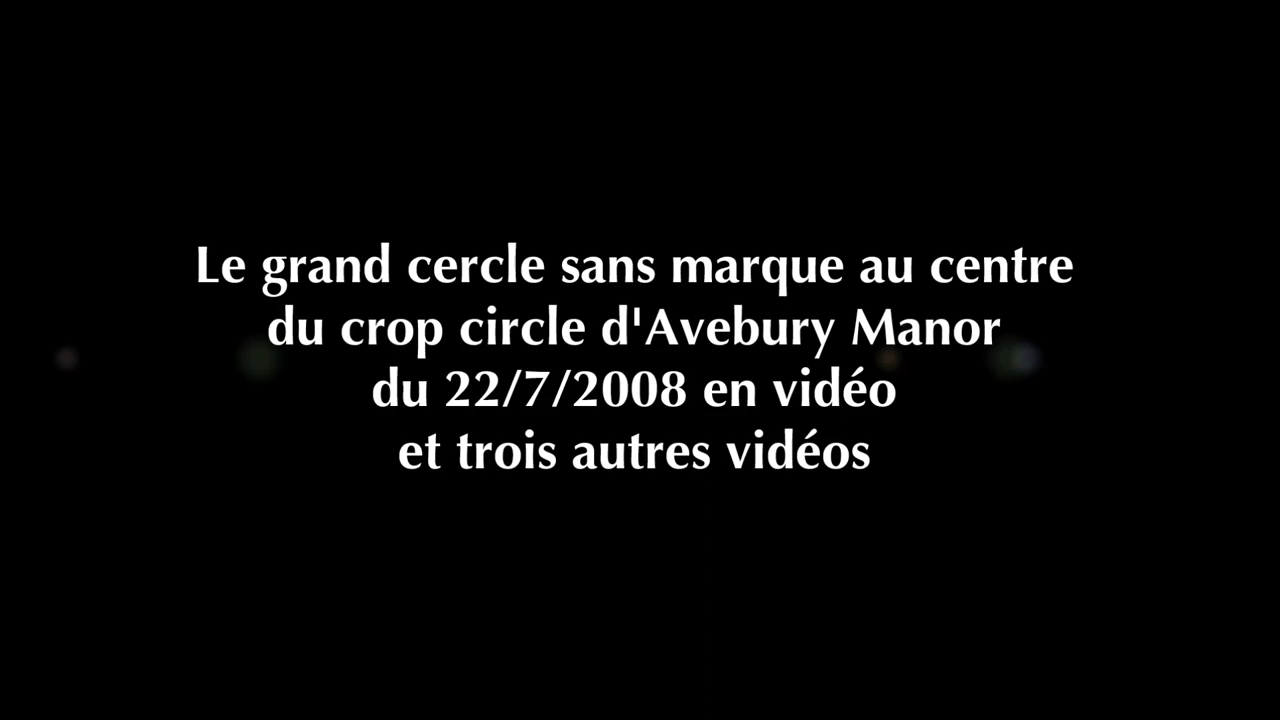 Le grand cercle sans marque au centre
du crop circle d'Avebury Manor
du 22/7/2008 en vidéo
et trois autres vidéos